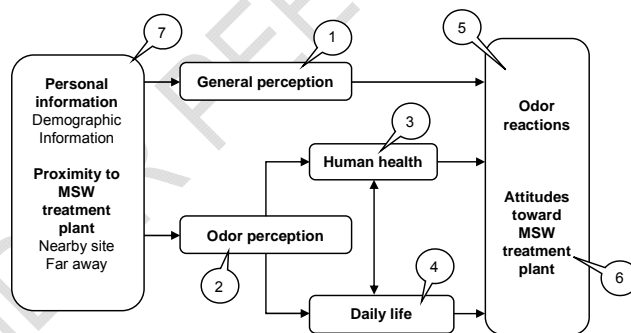 7
1
5
Personal
information
Demographic
Information
Proximity to
MSW
treatment
plant
Nearby site
Far away
General perception
3
Human health
Odor perception
2
4
Daily life
Odor
reactions
Attitudes
toward MSW
treatment
plant
6